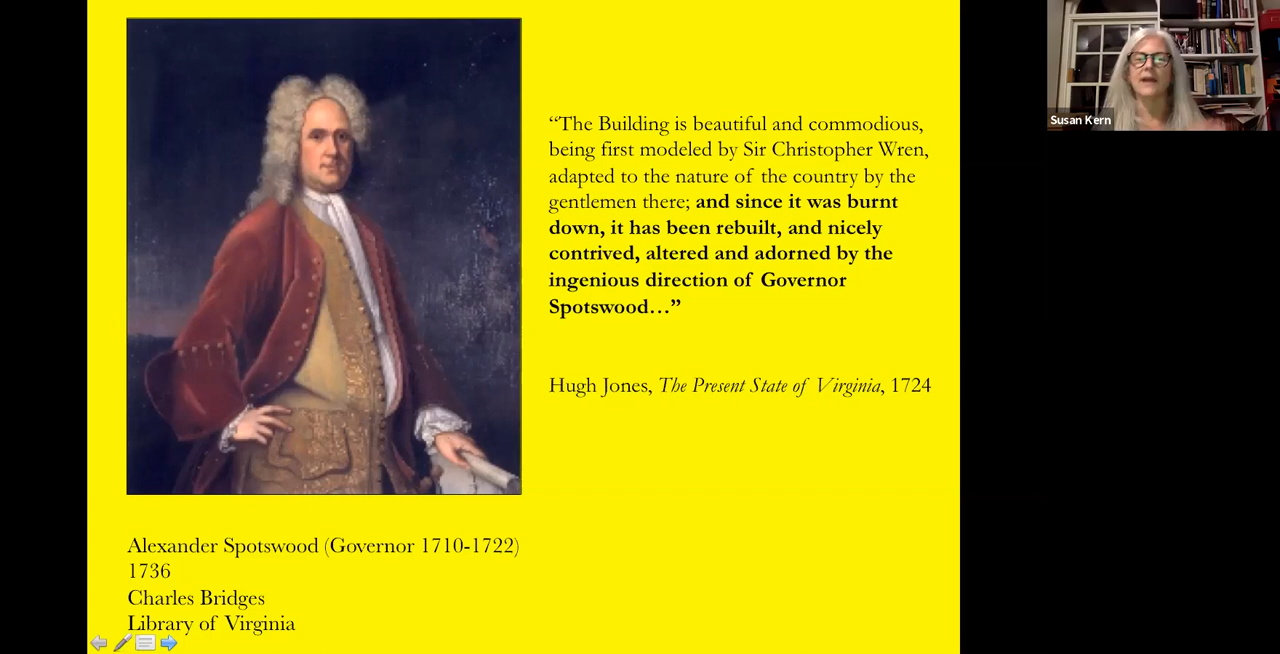 “The Building is beautiful and commodious,
being first modeled by Sir Christopher Wren,
adapted to the nature of the country by the
gentlemen there; and since it was burnt
down, it has been rebuilt, and nicely
contrived, altered and adorned by the
ingenious direction of Governor
Spotswood…”
Hugh Jones, The Present State of Virginia, 1724
Alexander Spotswood (Governor 1710-1722)
1736
Charles Bridges
Library of Virginia
Susan Kern